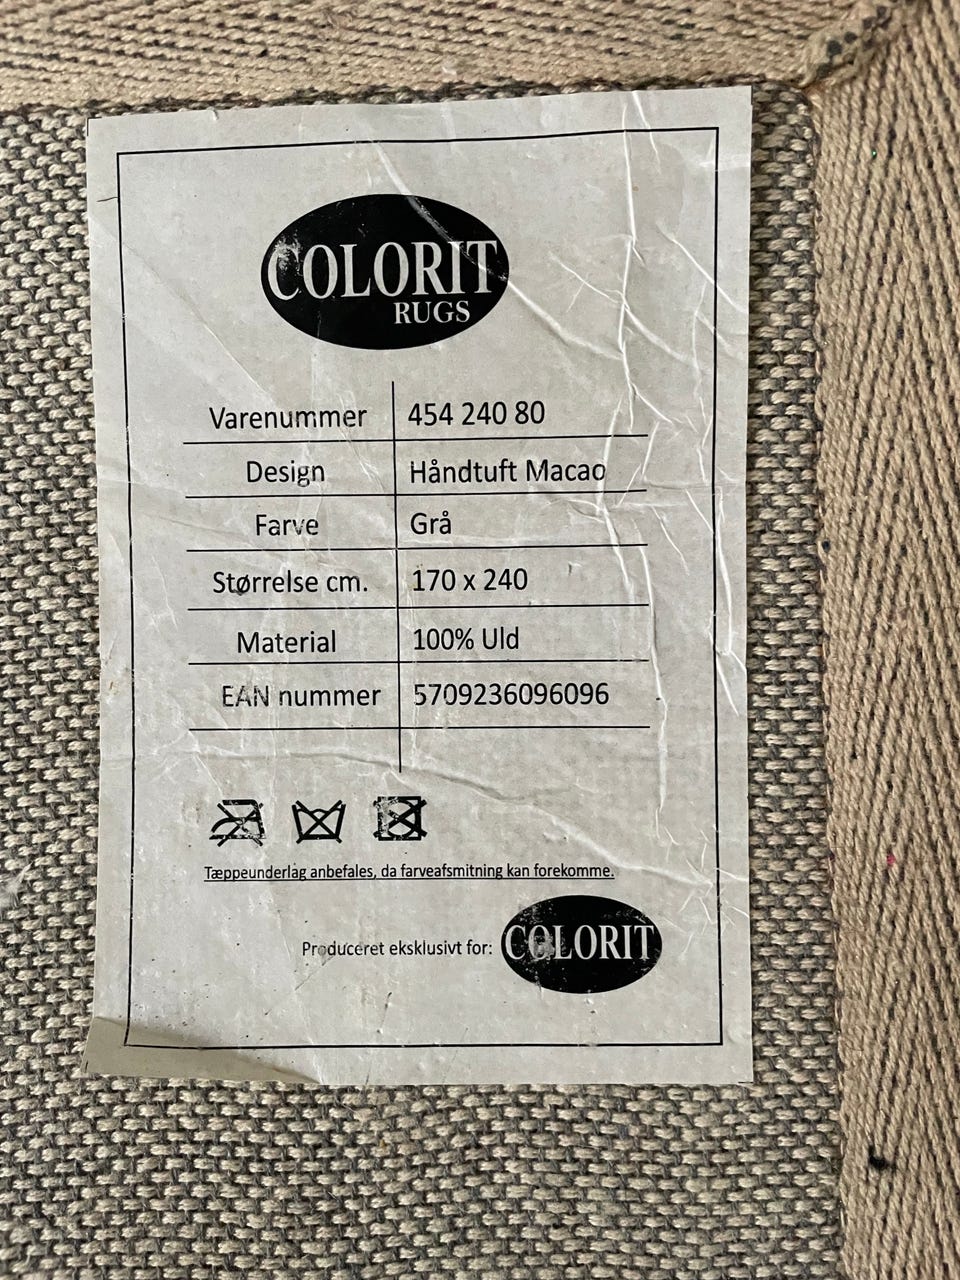 COLORIT
RUGS
Varenummer 454 240 80
Design Håndtuft Macao
Farve Grå
Størrelse cm. 170 x 240
Material 100% Uld
EAN nummer 5709236096096
Tæppeunderlag anbefales, da farveafsmitning kan forekomme.
Produceret eksklusivt for: COLORIT